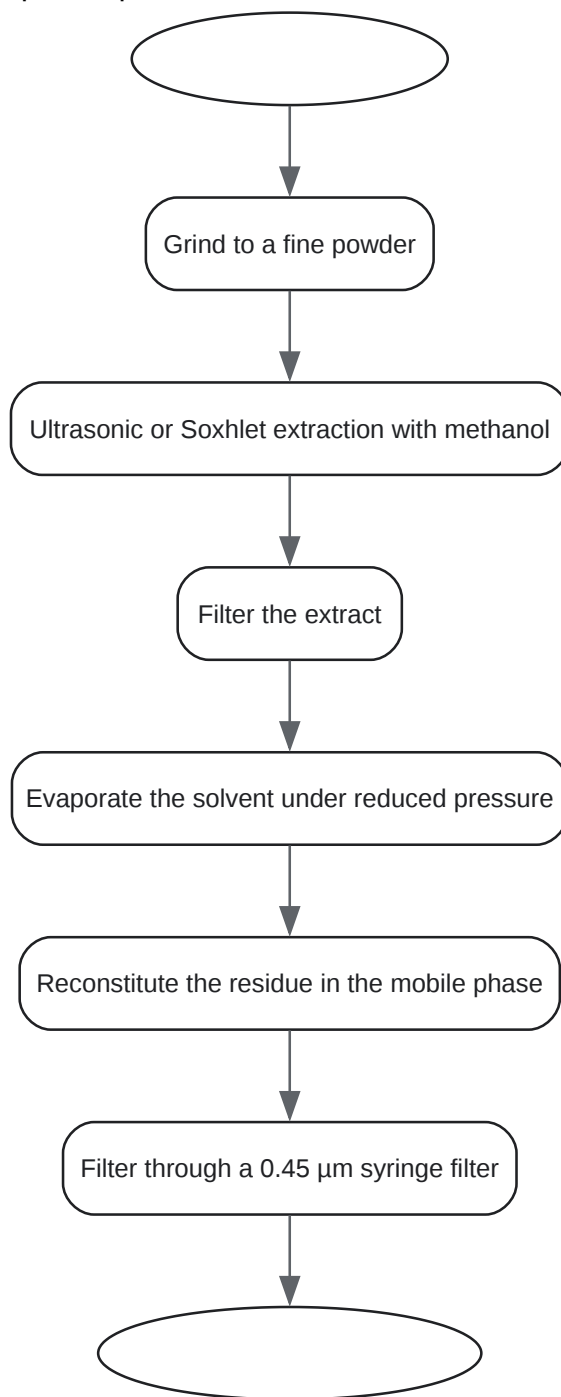 Grind to a fine powder
Ultrasonic or Soxhlet extraction with methanol
Filter the extract
Evaporate the solvent under reduced pressure
Reconstitute the residue in the mobile phase
Filter through a 0.45 µm syringe filter